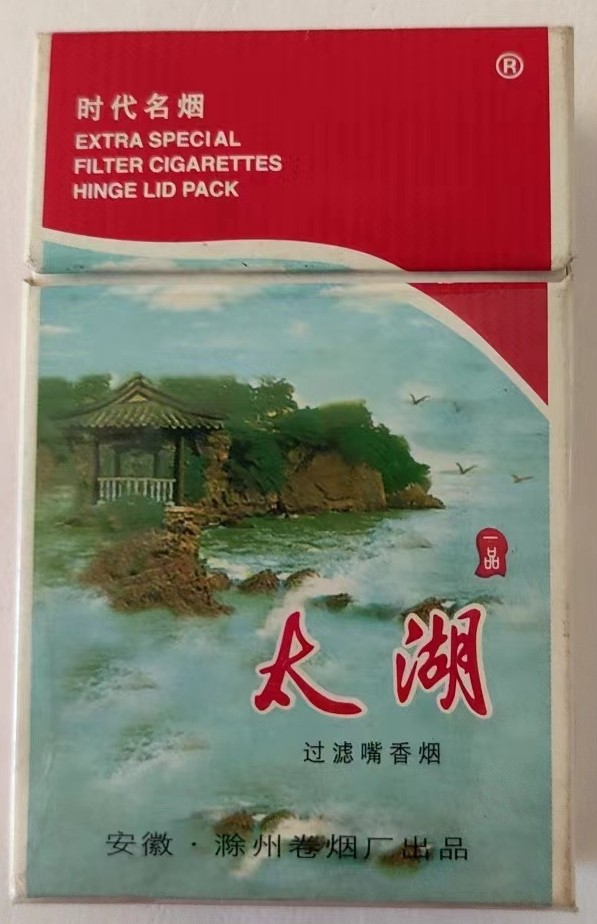 ®
时代名烟
EXTRA SPECIAL
FILTER CIGARETTES
HINGE LID PACK
一品
太湖
过滤嘴香烟
安徽·滁州卷烟厂出品